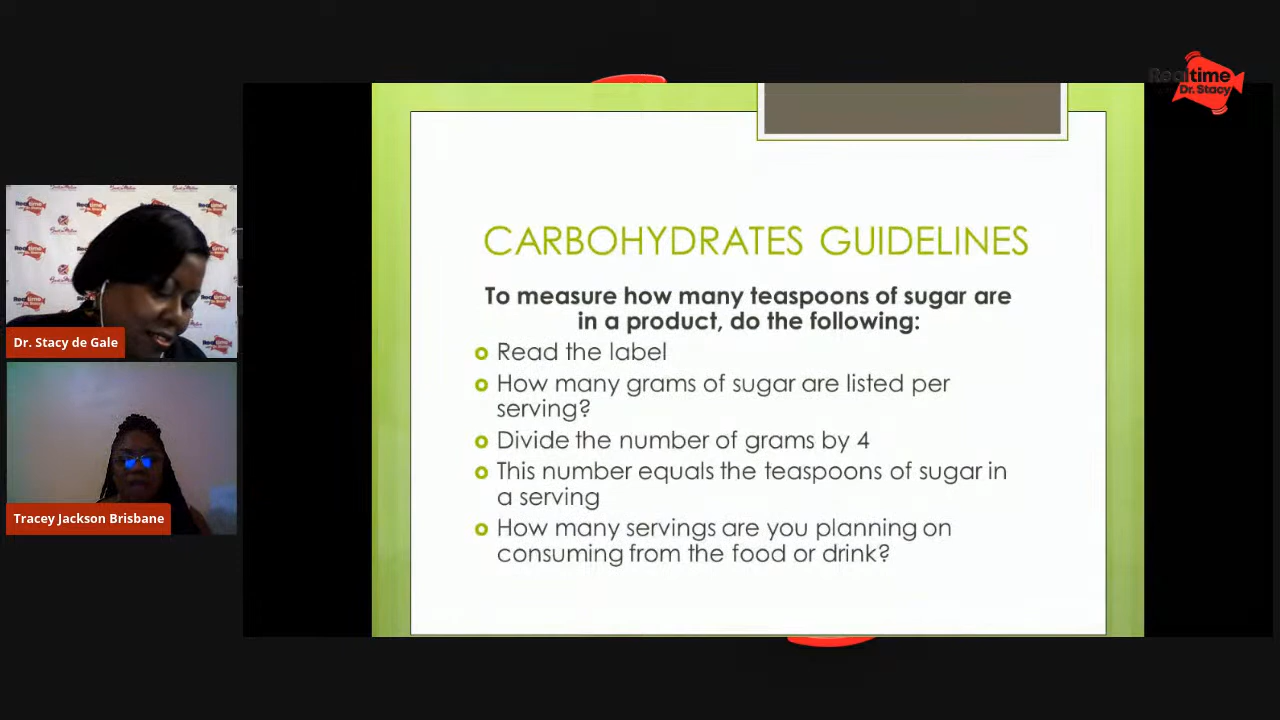 Realtime
Dr. Stacy
CARBOHYDRATES GUIDELINES
To measure how many teaspoons of sugar are
in a product, do the following:
Read the label
How many grams of sugar are listed per
serving?
Divide the number of grams by 4
This number equals the teaspoons of sugar in
a serving
How many servings are you planning on
consuming from the food or drink?
Dr. Stacy de Gale
Tracey Jackson Brisbane